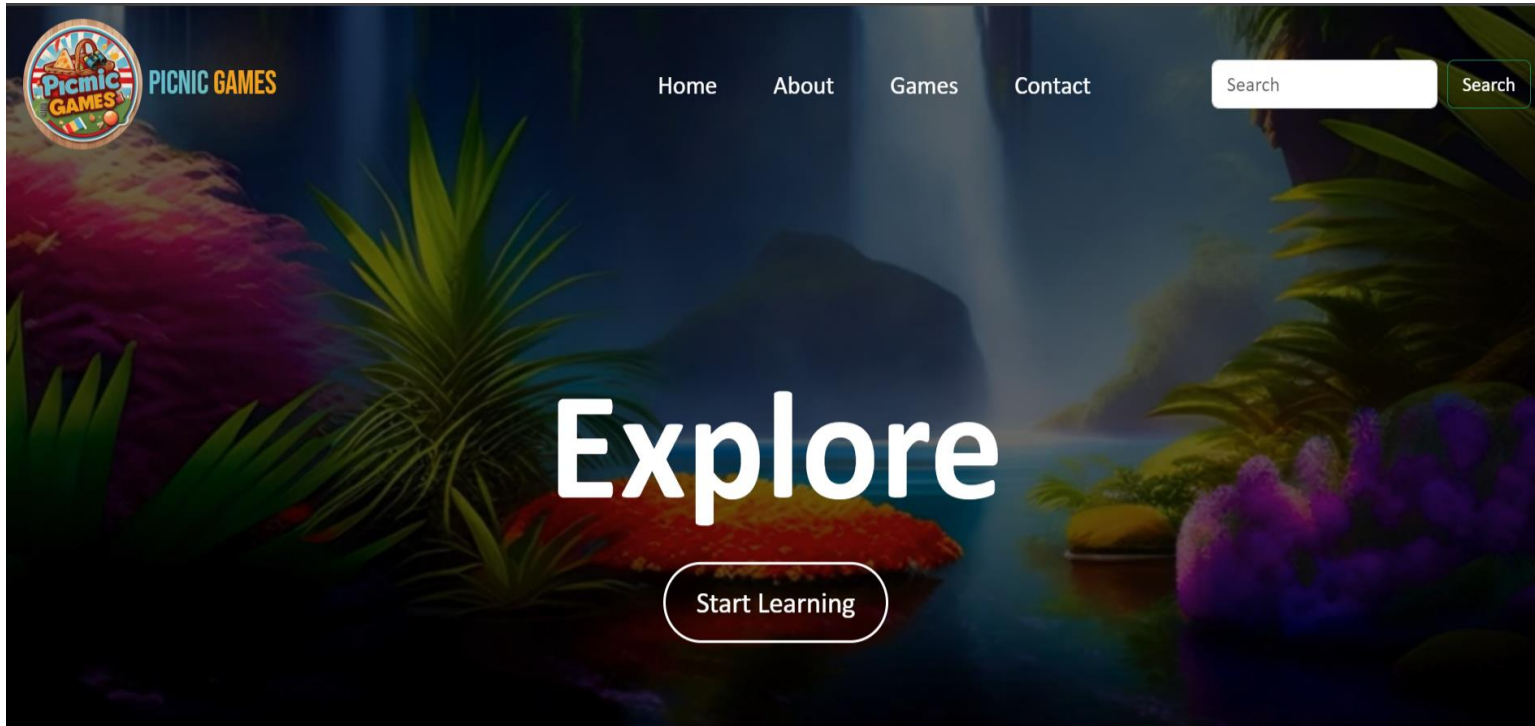 Picmic
GAMES
PICNIC GAMES
Home About Games Contact
Search Search
Explore
Start Learning